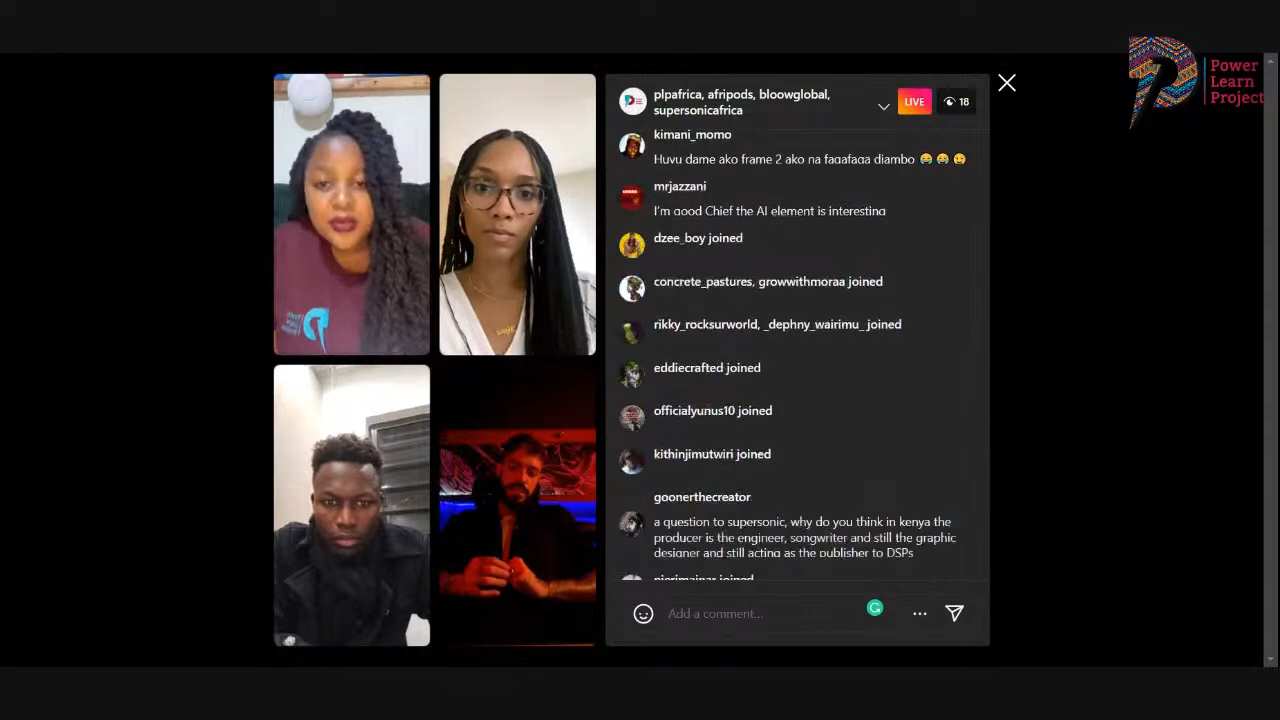 Power
Learn
Project
plpafrica, afripods, bloowglobal,
supersonicafrica
LIVE
18
kimani_momo
Huyu dame ako frame 2 ako na fagafaga diambo 😂 😂 😉
mrjazzani
I'm good Chief the AI element is interesting
dzee_boy joined
concrete_pastures, growwithmoraa joined
rikky_rocksurworld, _dephny_wairimu_ joined
eddiecrafted joined
officialyunus10 joined
kithinjimutwiri joined
goonerthecreator
a question to supersonic, why do you think in kenya the
producer is the engineer, songwriter and still the graphic
designer and still acting as the publisher to DSPs
joined
Add a comment...